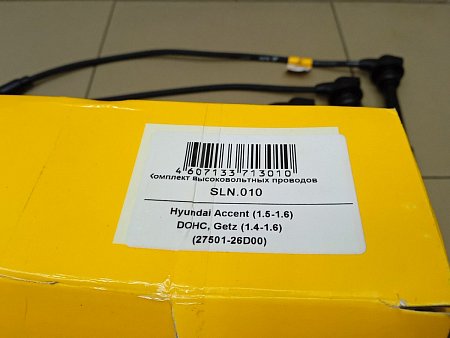 4 607133 713010
Комплект высоковольтных проводов
SLN.010
Hyundai Accent (1.5-1.6)
DOHC, Getz (1.4-1.6)
(27501-26D00)